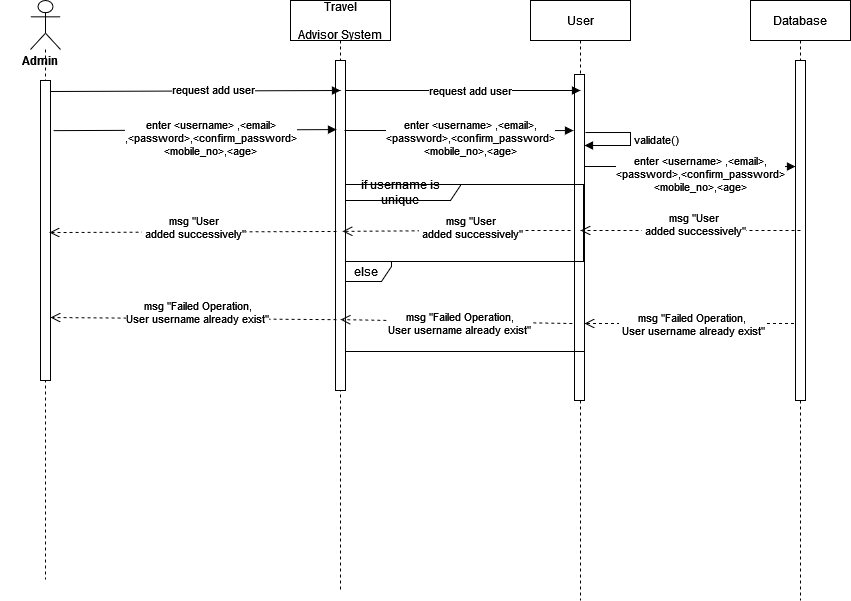 Travel
Advisor System
User
Database
Admin
request add user
request add user
enter <username> ,<email>
,<password>,<confirm_password>
<mobile_no>,<age>
enter <username> ,<email>,
<password>,<confirm_password>
<mobile_no>,<age>
validate()
enter <username> ,<email>,
<password>,<confirm_password>
<mobile_no>,<age>
if username is
unique
msg "User
added successfully"
msg "User
added successfully"
msg "User
added successfully"
else
msg "Failed Operation,
User username already exist"
msg "Failed Operation,
User username already exist"
msg "Failed Operation,
User username already exist"